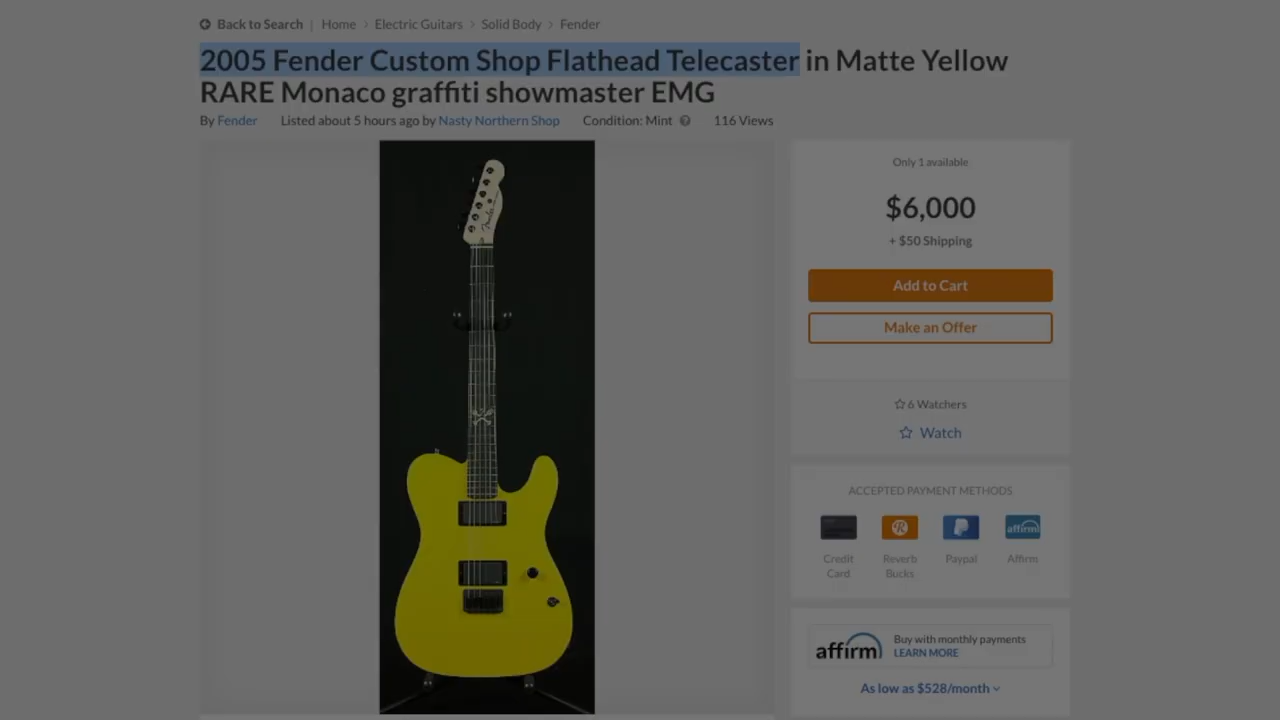 Back to Search | Home > Electric Guitars > Solid Body > Fender
2005 Fender Custom Shop Flathead Telecaster in Matte Yellow
RARE Monaco graffiti showmaster EMG
By Fender Listed about 5 hours ago by Nasty Northern Shop Condition: Mint 116 Views
Only 1 available
$6,000
+ $50 Shipping
Add to Cart
Make an Offer
6 Watchers
Watch
ACCEPTED PAYMENT METHODS
affirm
Credit Card
Reverb Bucks
Paypal
Affirm
affirm
Buy with monthly payments
LEARN MORE
As low as $528/month
Fender